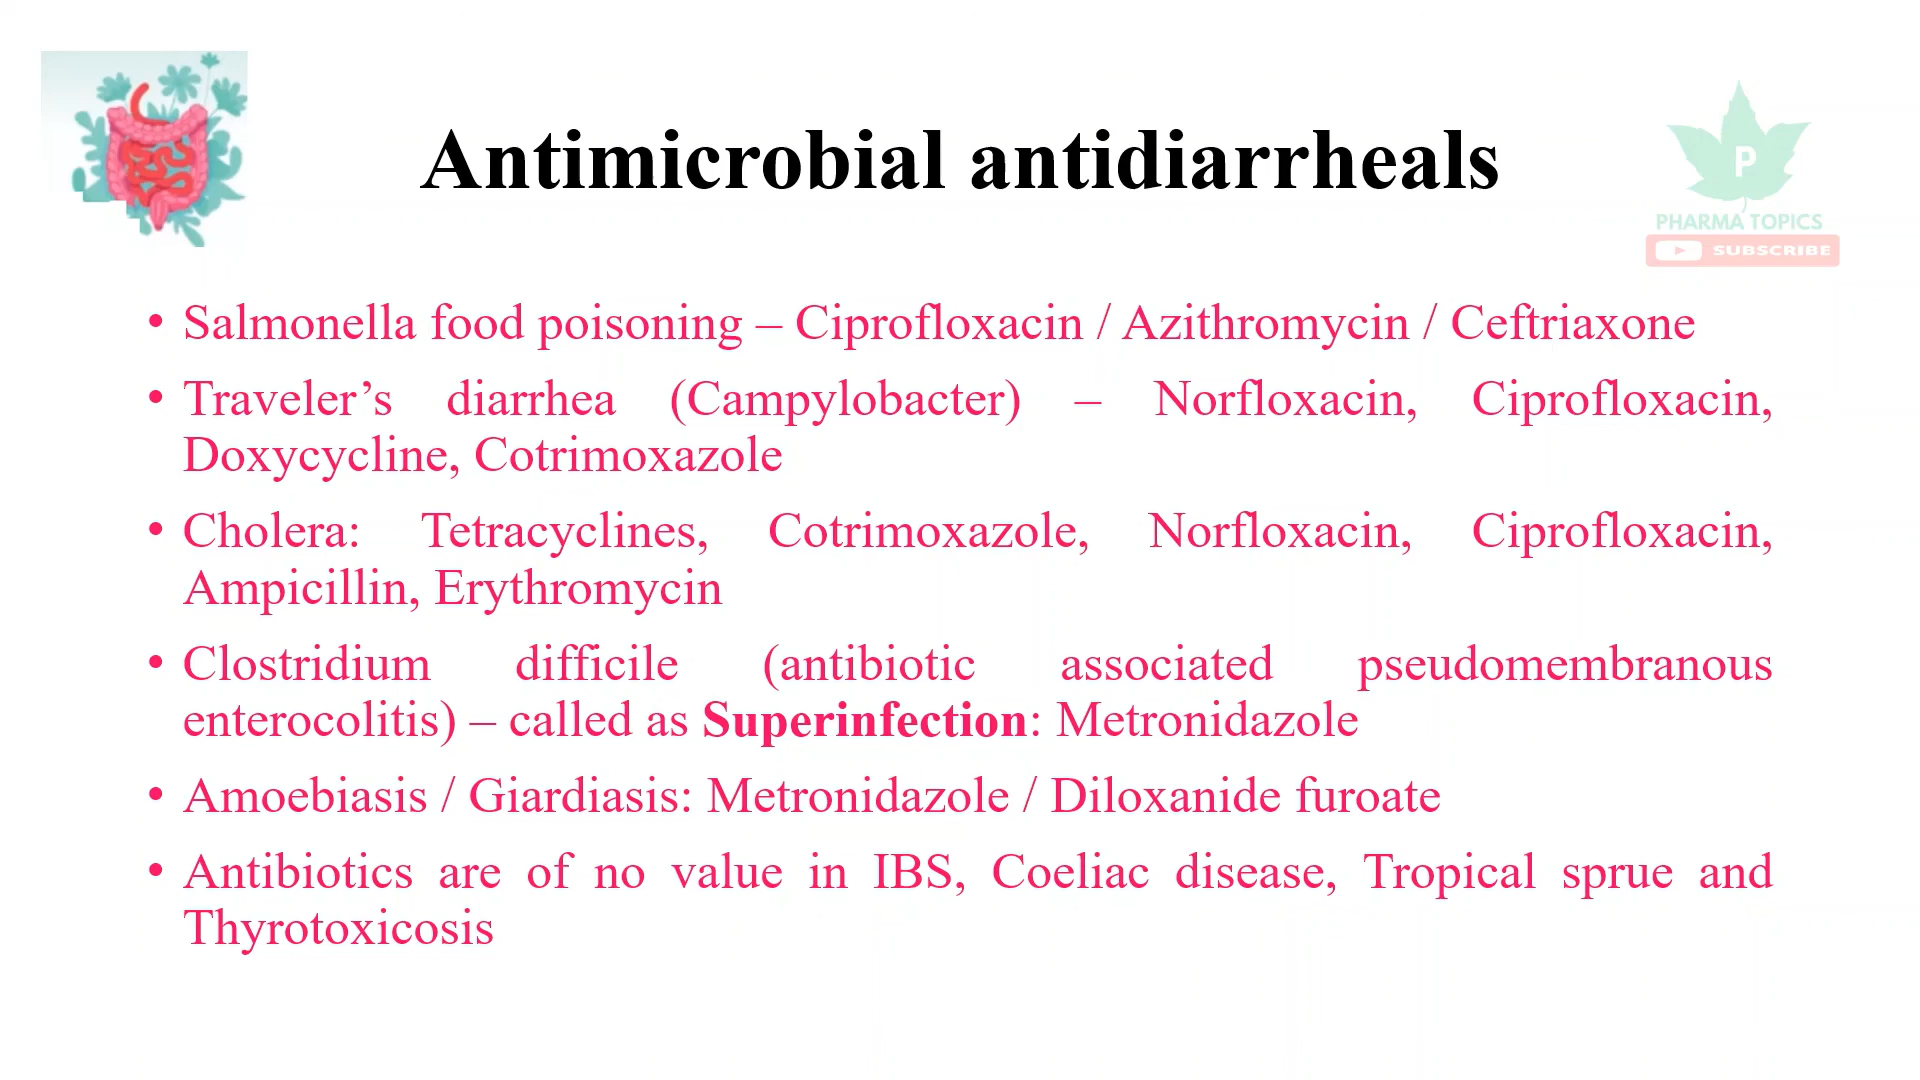 Antimicrobial antidiarrheals
P
PHARMA TOPICS
SUBSCRIBE
• Salmonella food poisoning – Ciprofloxacin / Azithromycin / Ceftriaxone
• Traveler’s diarrhea (Campylobacter) – Norfloxacin, Ciprofloxacin,
Doxycycline, Cotrimoxazole
• Cholera: Tetracyclines, Cotrimoxazole, Norfloxacin, Ciprofloxacin,
Ampicillin, Erythromycin
• Clostridium difficile (antibiotic associated pseudomembranous
enterocolitis) – called as Superinfection: Metronidazole
• Amoebiasis / Giardiasis: Metronidazole / Diloxanide furoate
• Antibiotics are of no value in IBS, Coeliac disease, Tropical sprue and
Thyrotoxicosis